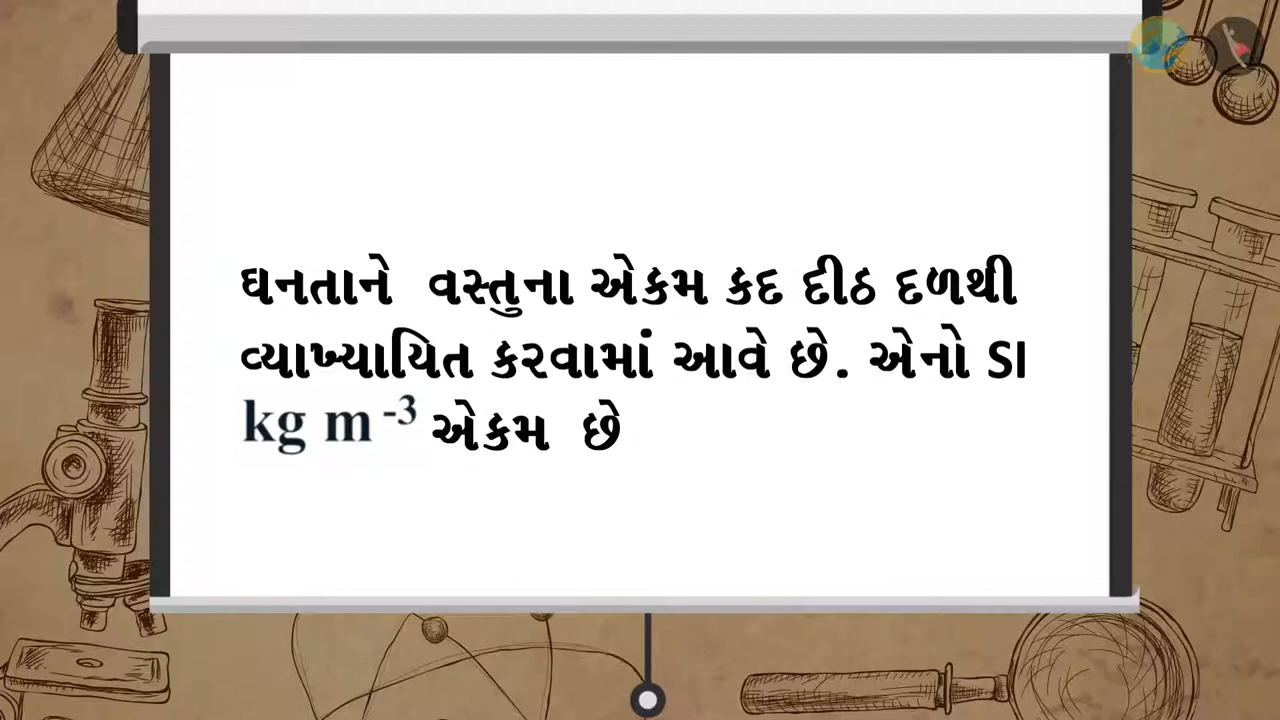 ઘનતાને વસ્તુના એકમ કદ દીઠ દળથી
વ્યાખ્યાયિત કરવામાં આવે છે. એનો SI
kg m⁻³ એકમ છે